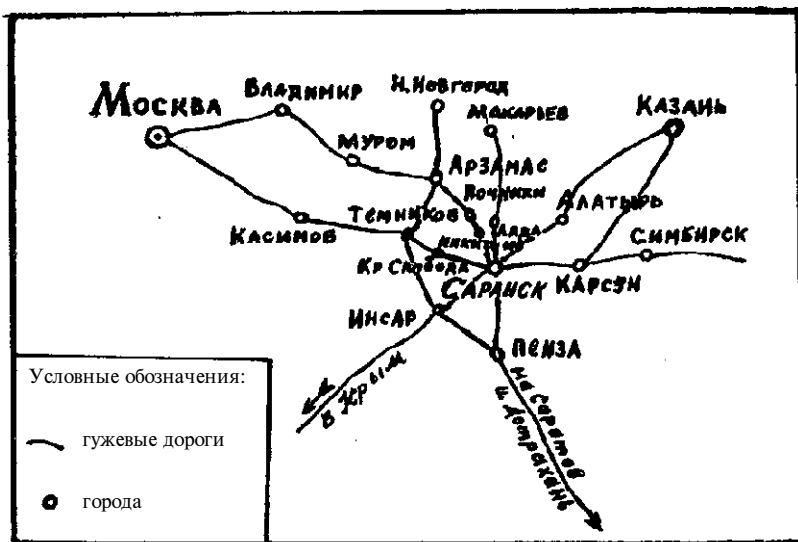 Москва
Владимир
Н.Новгород
Макарьев
Казань
Муром
Арзамас
Починки
Алатырь
Темников
Касимов
Симбирск
Кр Слобода
Саранск
Карсун
Инсар
Пенза
в Крым
на Саратов
и Астрахань
Условные обозначения:
гужевые дороги
города